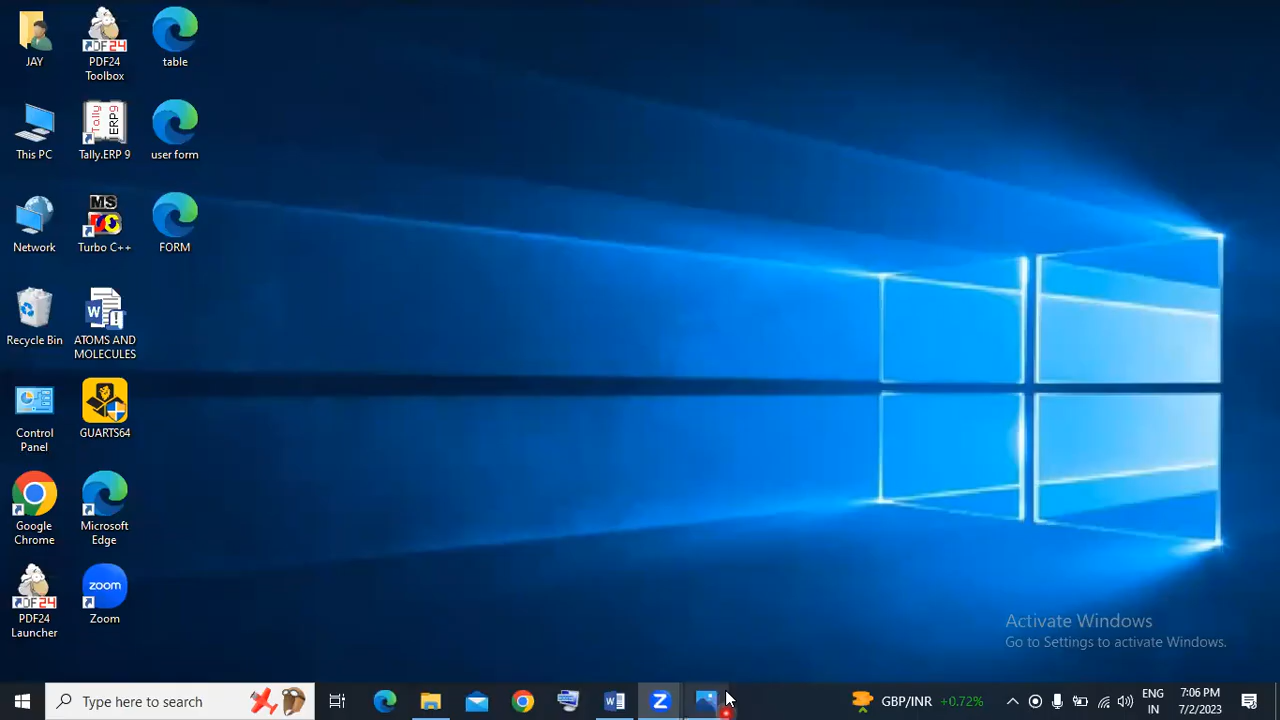 JAY
PDF24 Toolbox
table
This PC
Tally.ERP 9
user form
Network
Turbo C++
FORM
Recycle Bin
ATOMS AND MOLECULES
Control Panel
GUARTS64
Google Chrome
Microsoft Edge
zoom
PDF24 Launcher
Zoom
Activate Windows
Go to Settings to activate Windows.
Type here to search
GBP/INR +0.72%
ENG IN
7:06 PM
7/2/2023